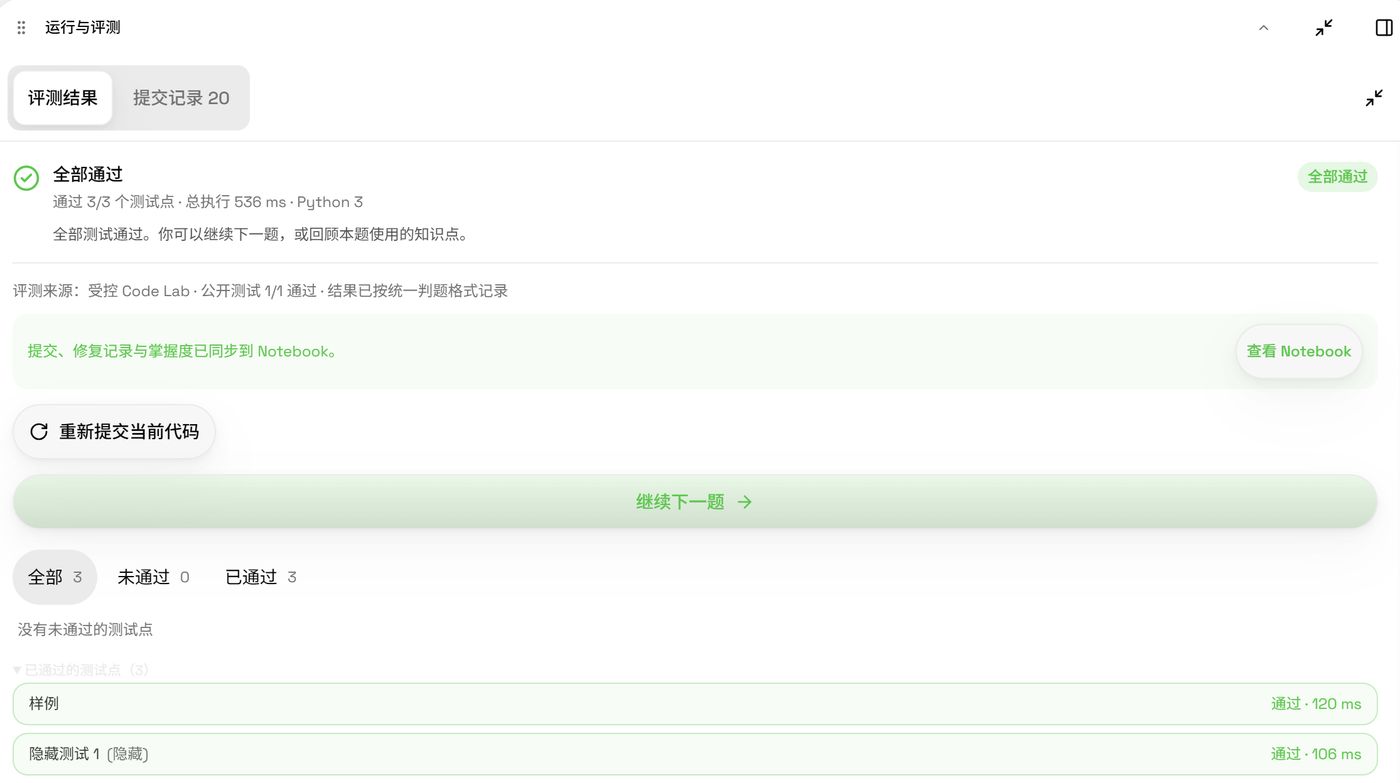 运行与评测
评测结果 提交记录 20
全部通过 全部通过
通过 3/3 个测试点 · 总执行 536 ms · Python 3
全部测试通过。你可以继续下一题，或回顾本题使用的知识点。
评测来源：受控 Code Lab · 公开测试 1/1 通过 · 结果已按统一判题格式记录
提交、修复记录与掌握度已同步到 Notebook。 查看 Notebook
重新提交当前代码
继续下一题 →
全部 3 未通过 0 已通过 3
没有未通过的测试点
▼已通过的测试点（3）
样例 通过 · 120 ms
隐藏测试 1 (隐藏) 通过 · 106 ms